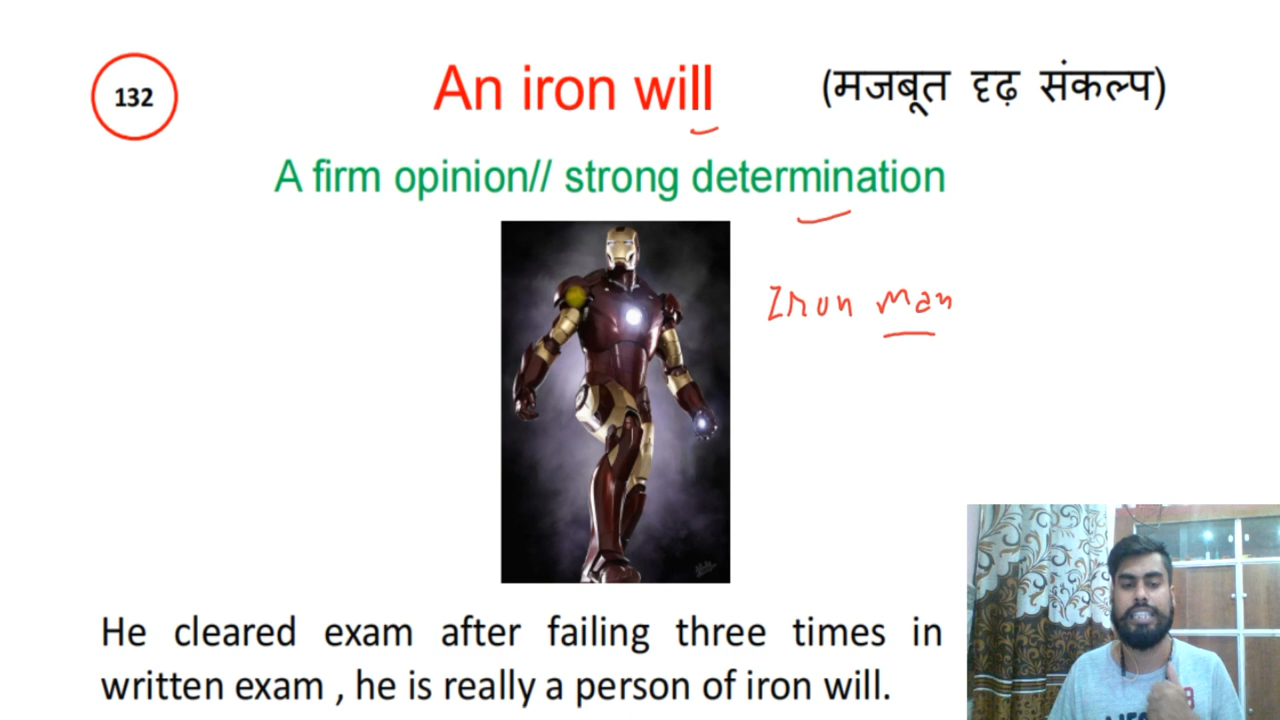 132
An iron will
(मजबूत दृढ़ संकल्प)
A firm opinion// strong determination
Iron Man
He cleared exam after failing three times in
written exam , he is really a person of iron will.